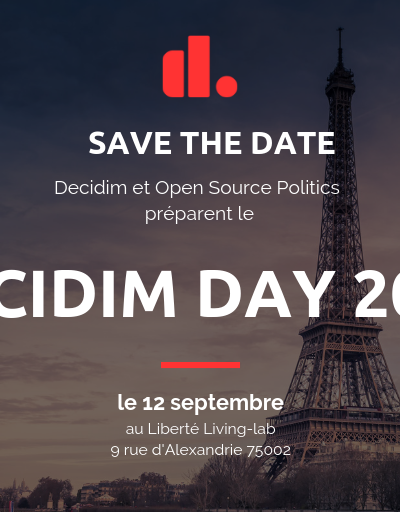 SAVE THE DATE
Decidim et Open Source Politics
préparent le
CIDIM DAY 20
le 12 septembre
au Liberté Living-lab
9 rue d'Alexandrie 75002